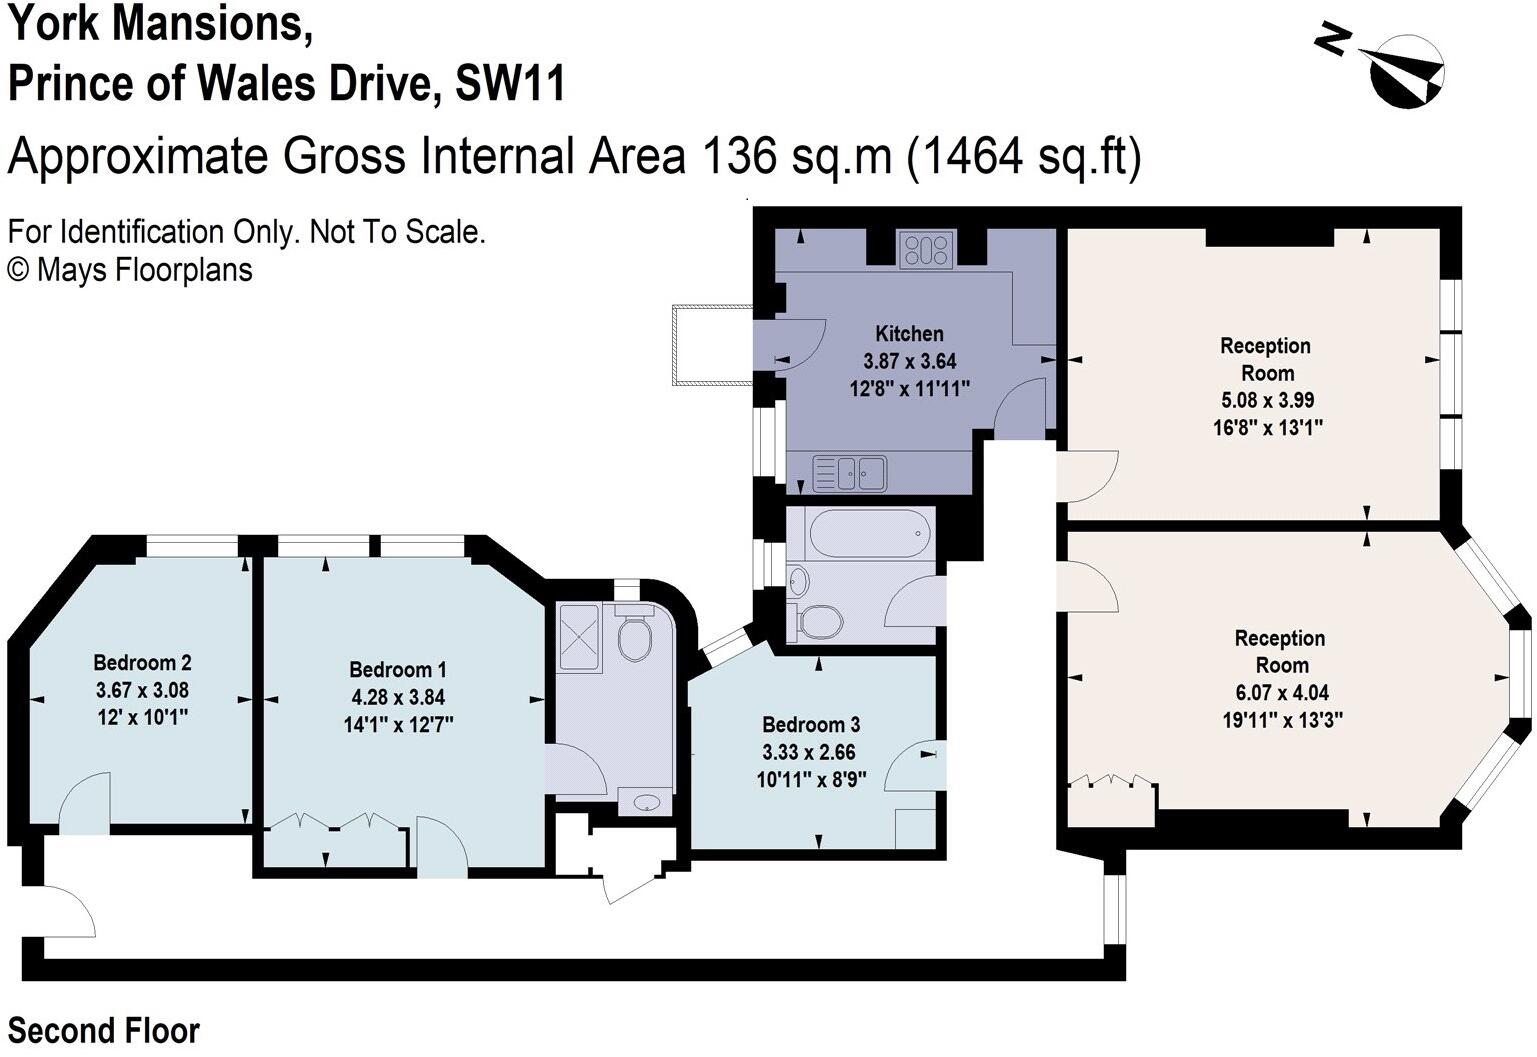 York Mansions,
Prince of Wales Drive, SW11
Approximate Gross Internal Area 136 sq.m (1464 sq.ft)
For Identification Only. Not To Scale.
© Mays Floorplans
N
Kitchen
3.87 x 3.64
12'8" x 11'11"
Reception
Room
5.08 x 3.99
16'8" x 13'1"
Reception
Room
6.07 x 4.04
19'11" x 13'3"
Bedroom 2
3.67 x 3.08
12' x 10'1"
Bedroom 1
4.28 x 3.84
14'1" x 12'7"
Bedroom 3
3.33 x 2.66
10'11" x 8'9"
Second Floor